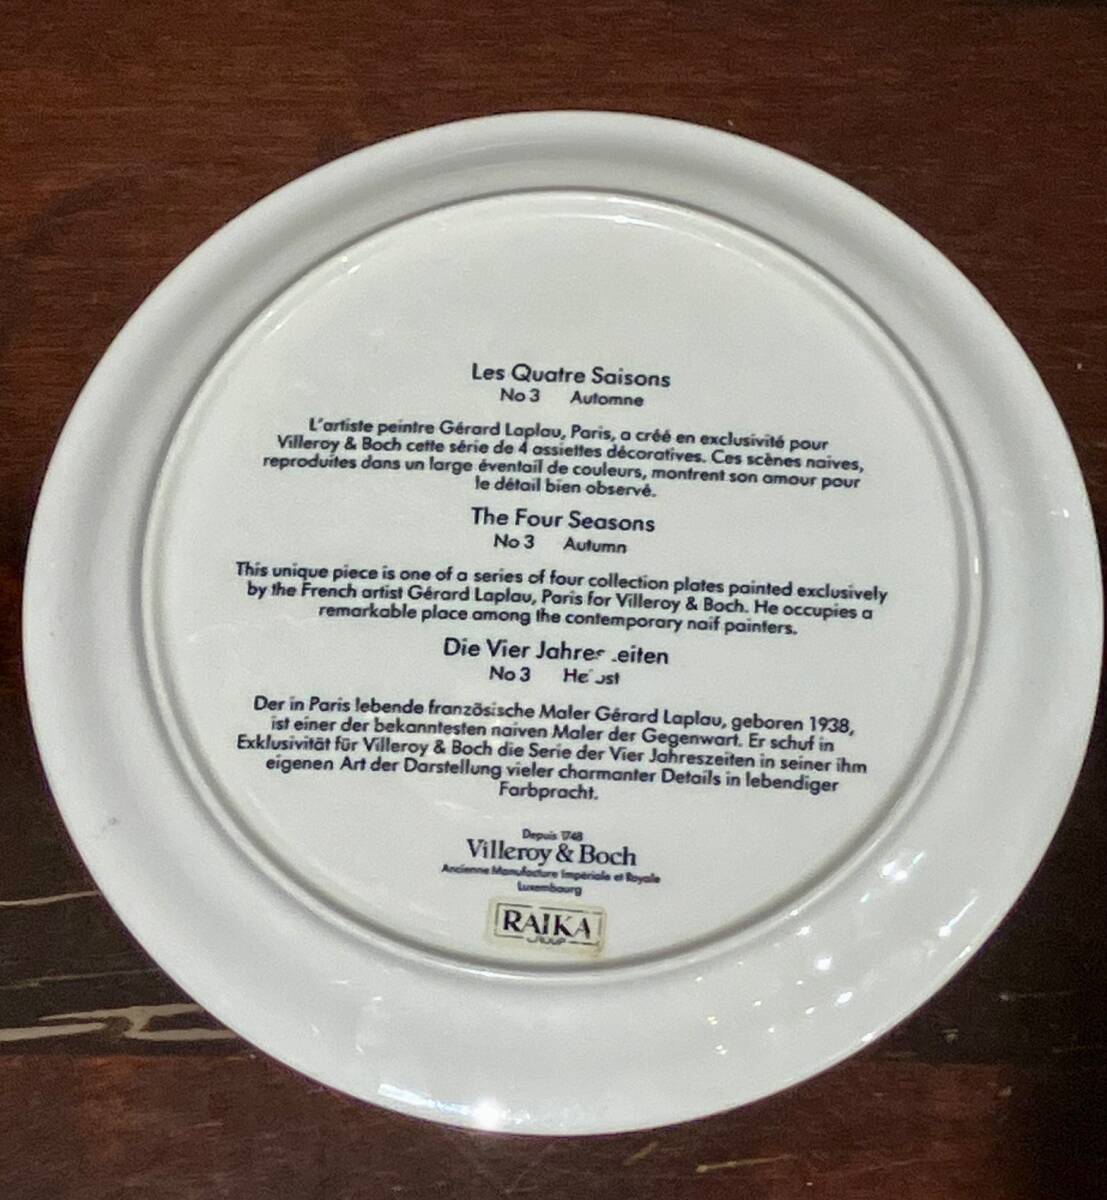 Les Quatre Saisons
No 3 Automne
L'artiste peintre Gérard Laplau, Paris, a créé en exclusivité pour
Villeroy & Boch cette série de 4 assiettes décoratives. Ces scènes naives,
reproduites dans un large éventail de couleurs, montrent son amour pour
le détail bien observé.
The Four Seasons
No 3 Autumn
This unique piece is one of a series of four collection plates painted exclusively
by the French artist Gérard Laplau, Paris for Villeroy & Boch. He occupies a
remarkable place among the contemporary naif painters.
Die Vier
No 3
Der in Paris lebende französische Maler Gérard Laplau, geboren 1938,
ist einer der bekanntesten naiven Maler der Gegenwart. Er schuf in
Exklusivität für Villeroy & Boch die Serie der Vier Jahreszeiten in seiner ihm
eigenen Art der Darstellung vieler charmanter Details in lebendiger
Farbpracht.
Depuis 1748
Villeroy & Boch
Ancienne Manufacture Impériale et Royale
Luxembourg
RAIKA
GROUP